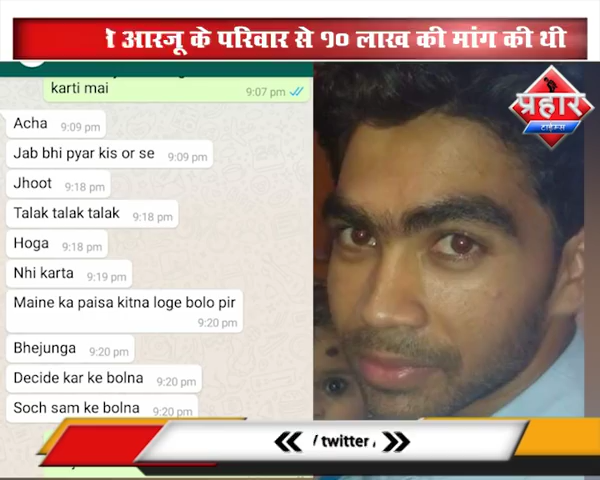 आरजू के परिवार से १० लाख की मांग की थी
प्रहार
टाईम्स
karti mai
9:07 pm
Acha 9:09 pm
Jab bhi pyar kis or se 9:09 pm
Jhoot 9:18 pm
Talak talak talak 9:18 pm
Hoga 9:18 pm
Nhi karta 9:19 pm
Maine ka paisa kitna loge bolo pir
9:20 pm
Bhejunga 9:20 pm
Decide kar ke bolna 9:20 pm
Soch sam ke bolna 9:20 pm
/ twitter /